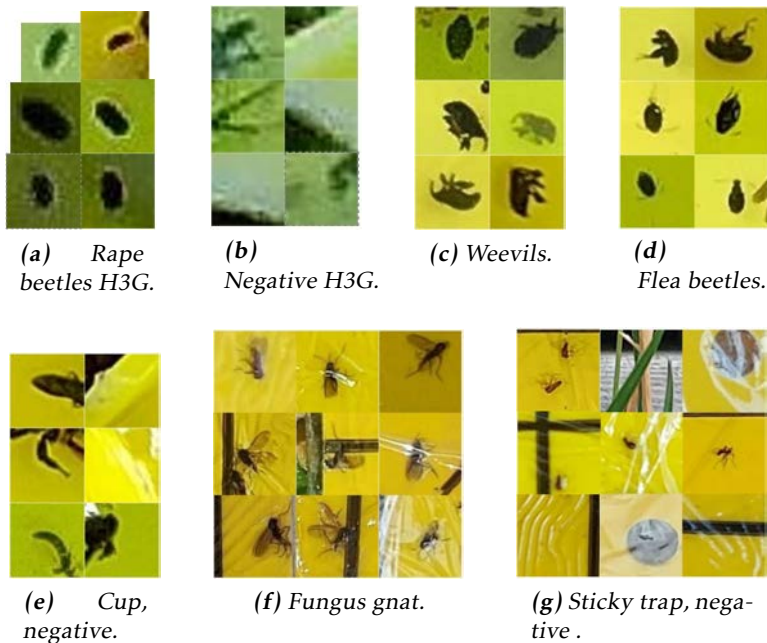 (a) Rape
beetles H3G.
(b)
Negative H3G.
(c) Weevils.
(d)
Flea beetles.
(e) Cup,
negative.
(f) Fungus gnat.
(g) Sticky trap, nega-
tive .